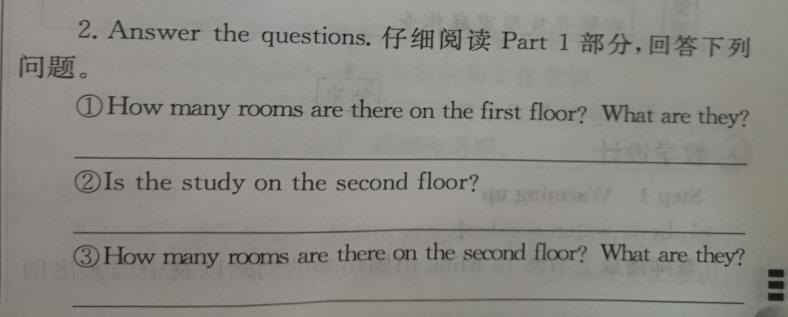 2. Answer the questions. 仔细阅读 Part 1 部分,回答下列
问题。
①How many rooms are there on the first floor? What are they?
②Is the study on the second floor?
③How many rooms are there on the second floor? What are they?